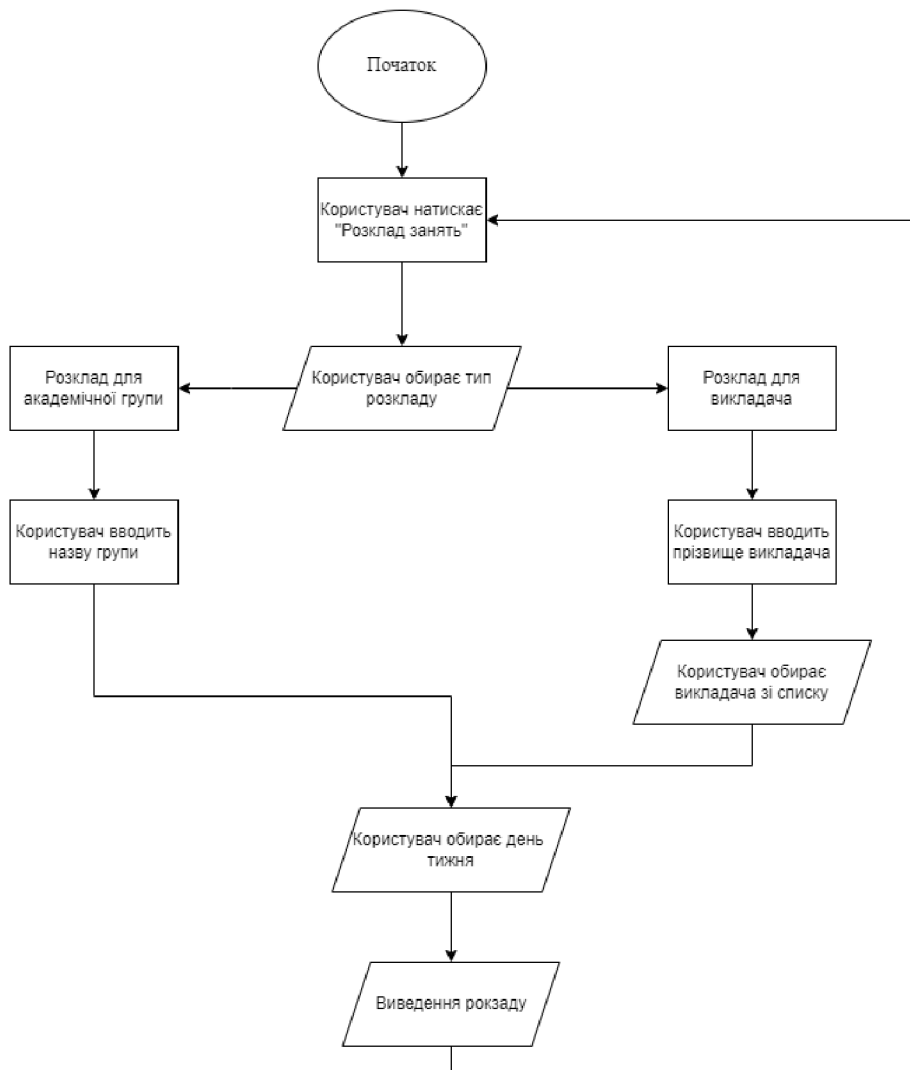 Початок
Користувач натискає
"Розклад занять"
Розклад для
академічної групи
Користувач обирає тип
розкладу
Розклад для
викладача
Користувач вводить
назву групи
Користувач вводить
прізвище викладача
Користувач обирає
викладача зі списку
Користувач обирає день
тижня
Виведення рокзаду